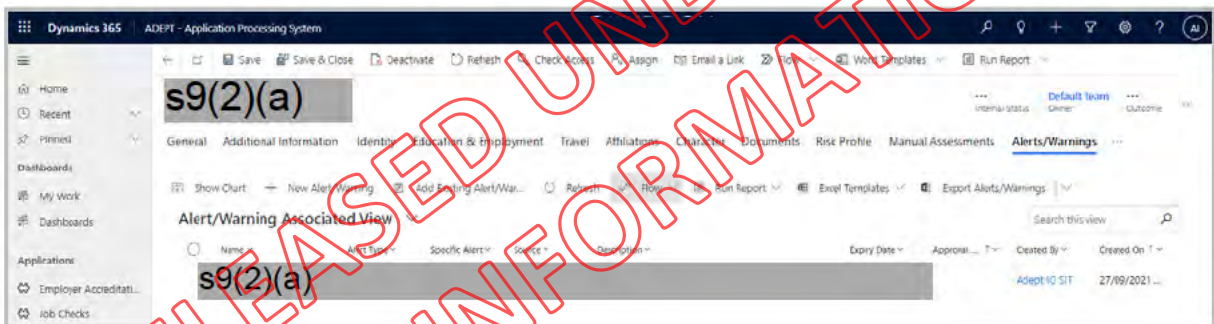 Dynamics 365 ADEPT - Application Processing System AI
Save Save & Close Deactivate Refresh Check Access Assign Email a Link Flow Word Templates Run Report
Home
s9(2)(a)
Default team
Internal Status Owner Outcome
Recent
Pinned
General Additional Information Identity Education & Employment Travel Affiliations Character Documents Risk Profile Manual Assessments Alerts/Warnings
Dashboards
Show Chart New Alert/Warning Add Existing Alert/War... Refresh Flow Run Report Excel Templates Export Alerts/Warnings
My Work
Dashboards
Alert/Warning Associated View Search this view
Name Alert Type Specific Alert Source Description Expiry Date Approval ... Created By Created On
Applications
s9(2)(a) Adept IO SIT 27/09/2021 ...
Employer Accreditati...
Job Checks
RELEASED UN
INFORMATIO